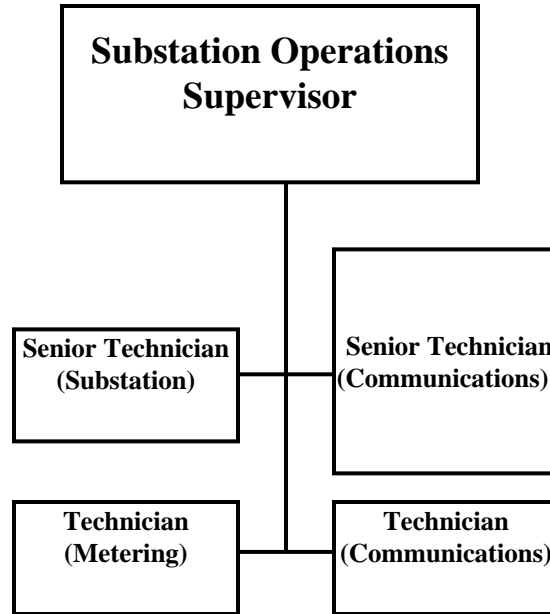 Substation Operations
Supervisor
Senior Technician
(Substation)
Senior Technician
(Communications)
Technician
(Metering)
Technician
(Communications)